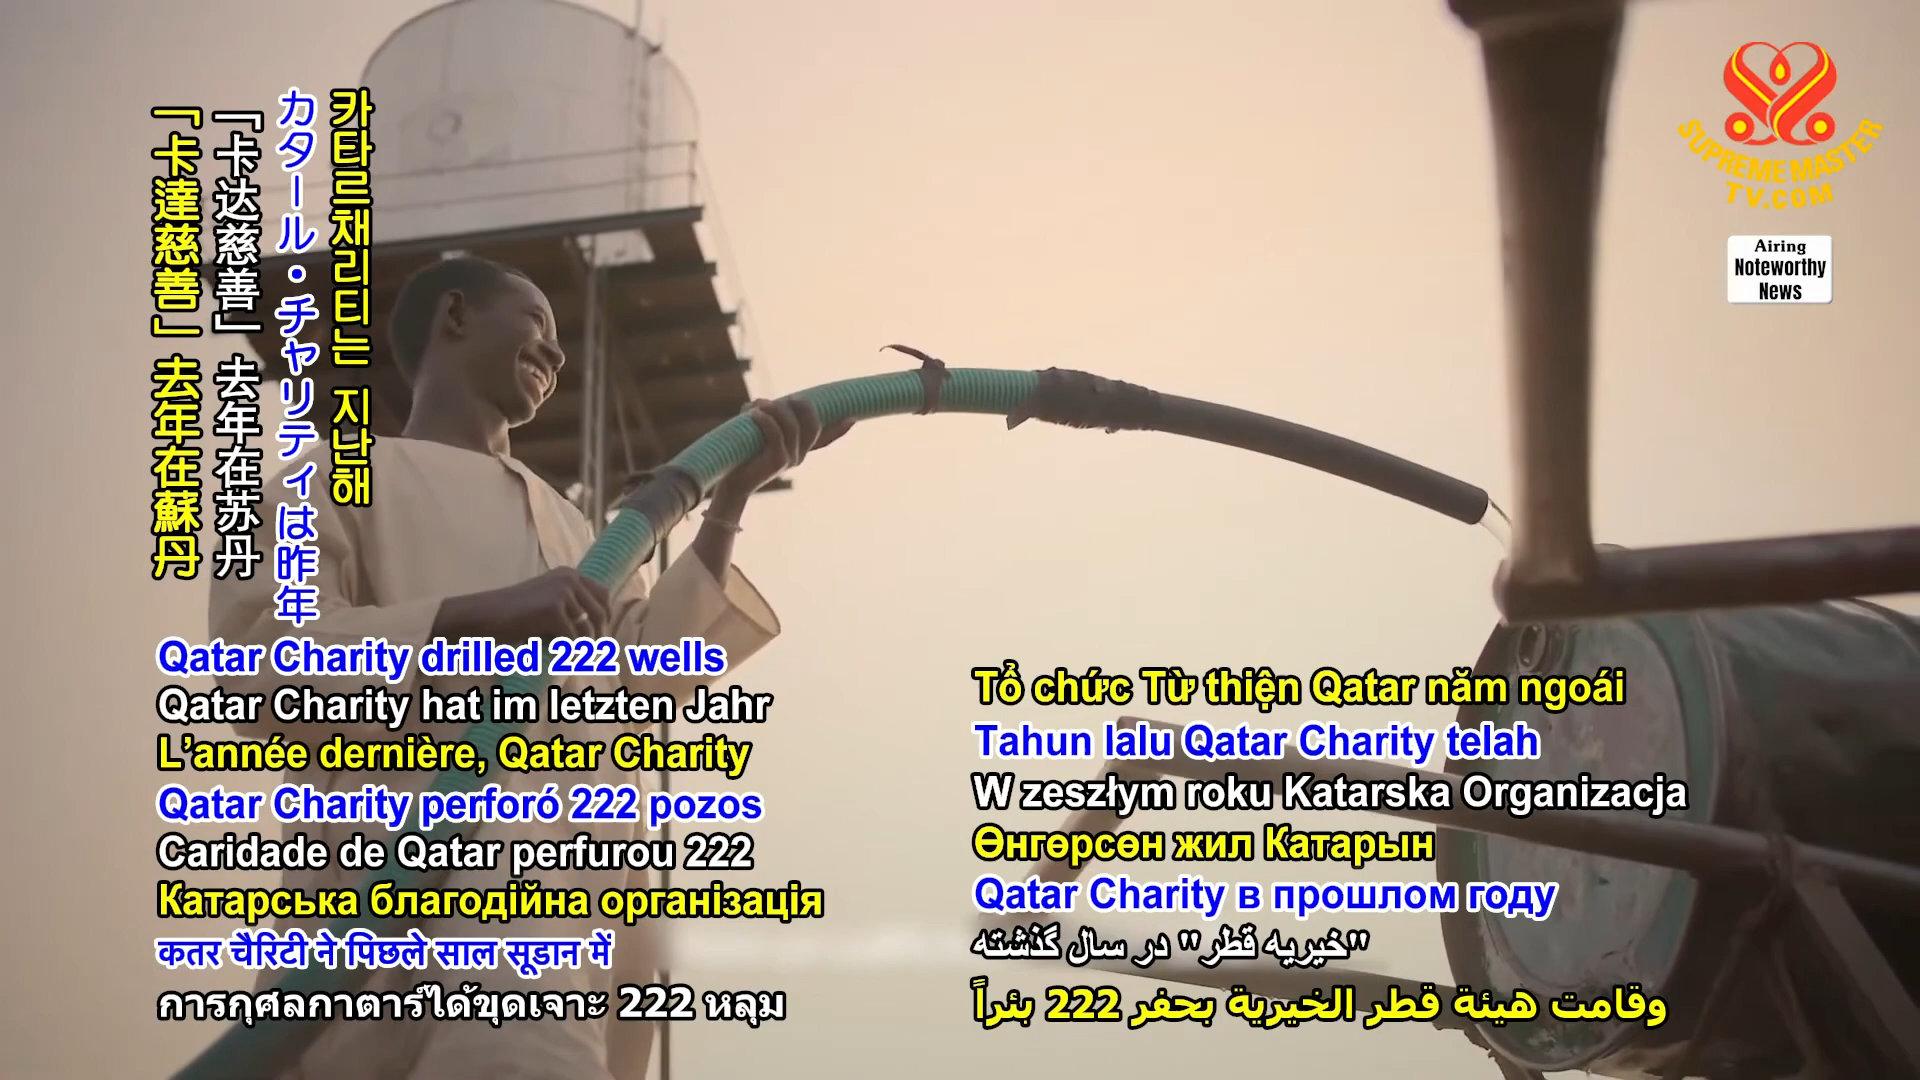 「卡達慈善」去年在蘇丹
「卡达慈善」去年在苏丹
カタール・チャリティは昨年
카타르채리티는 지난해
Qatar Charity drilled 222 wells
Qatar Charity hat im letzten Jahr
L’année dernière, Qatar Charity
Qatar Charity perforó 222 pozos
Caridade de Qatar perfurou 222
Катарська благодійна організація
कतर चैरिटी ने पिछले साल सूडान में
การกุศลกาตาร์ได้ขุดเจาะ 222 หลุม
Tổ chức Từ thiện Qatar năm ngoái
Tahun lalu Qatar Charity telah
W zeszłym roku Katarska Organizacja
Өнгөрсөн жил Катарын
Qatar Charity в прошлом году
"خیریه قطر" در سال گذشته
وقامت هيئة قطر الخيرية بحفر 222 بئراً
SUPREME MASTER
TV.COM
Airing
Noteworthy
News